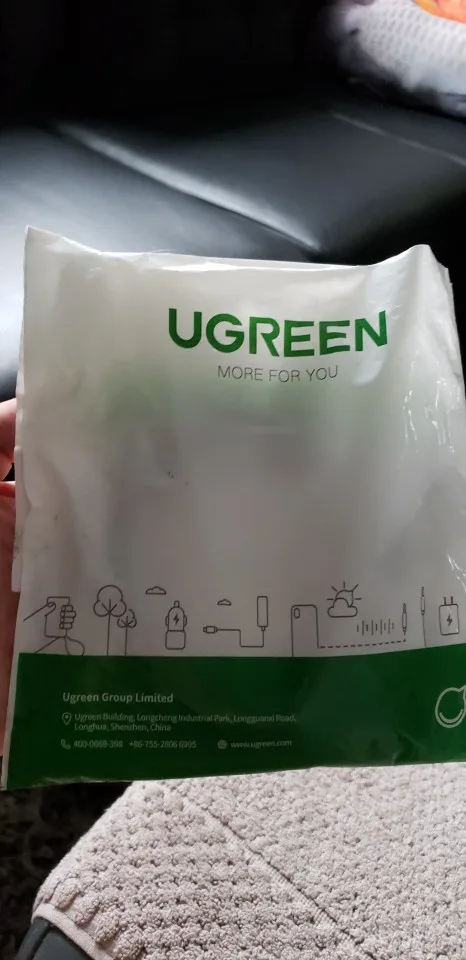 UGREEN
MORE FOR YOU
Ugreen Group Limited
Ugreen Building, Longcheng Industrial Park, Longguanxi Road,
Longhua, Shenzhen, China
400-0668-398 +86-755-2806 6995 www.ugreen.com